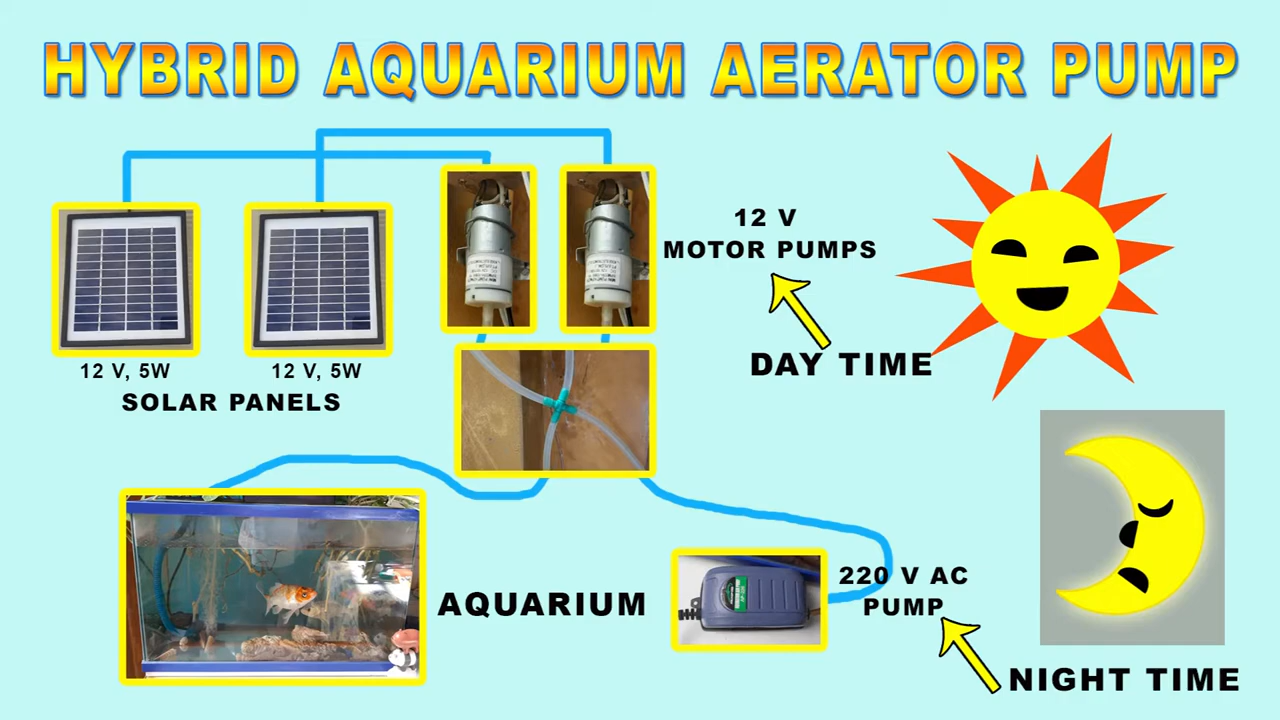 HYBRID AQUARIUM AERATOR PUMP
12 V
MOTOR PUMPS
DAY TIME
12 V, 5W
12 V, 5W
SOLAR PANELS
AQUARIUM
220 V AC
PUMP
NIGHT TIME